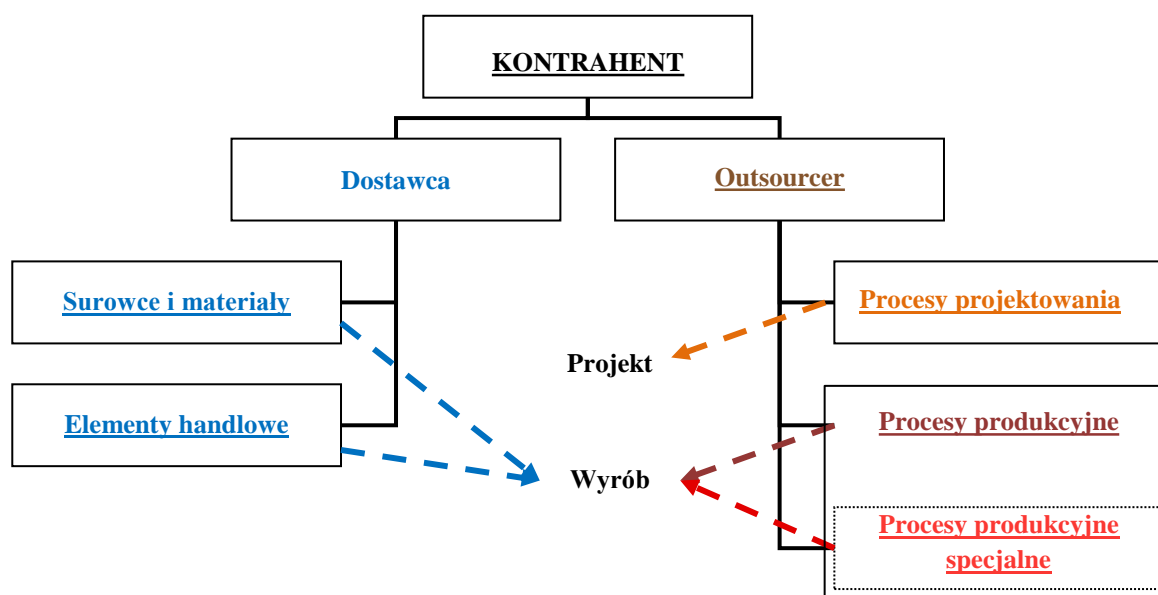 KONTRAHENT
Dostawca
Outsourcer
Surowce i materiały
Procesy projektowania
Projekt
Elementy handlowe
Procesy produkcyjne
Wyrób
Procesy produkcyjne
specjalne